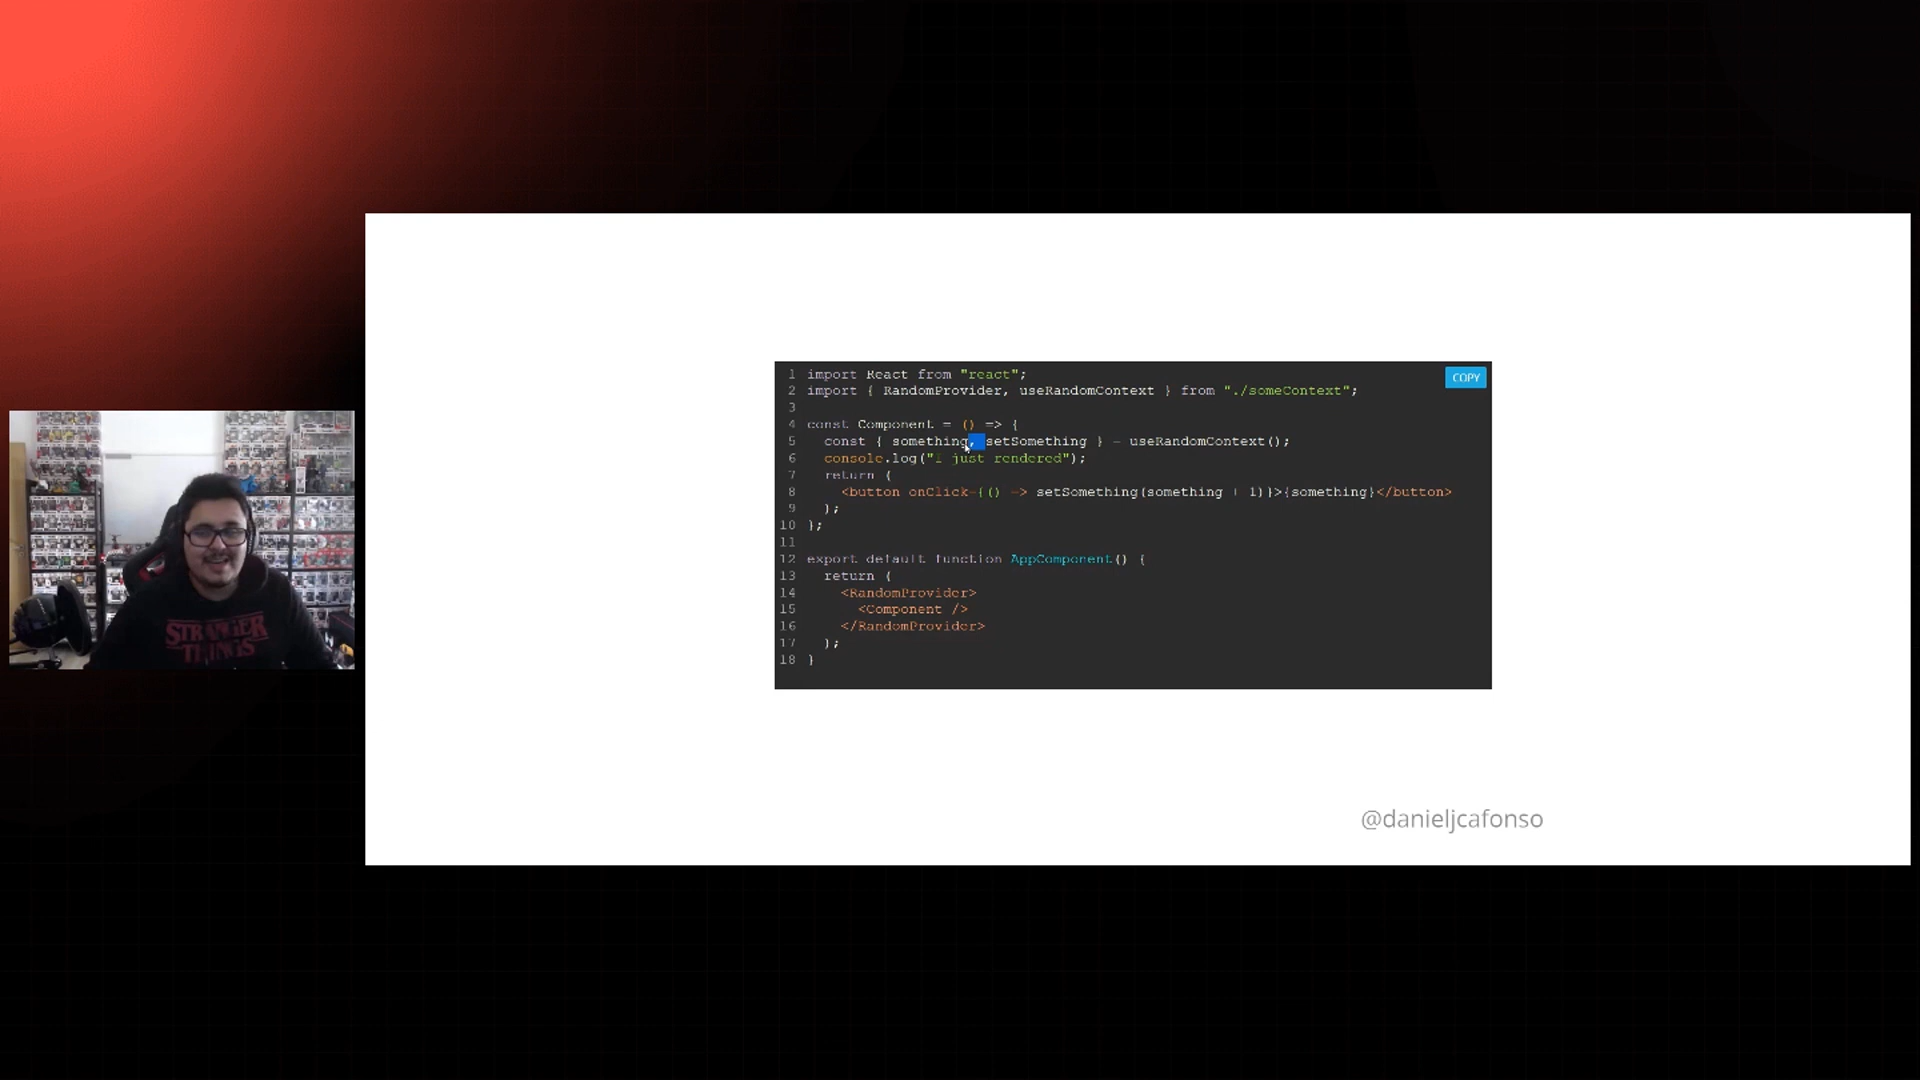 STRANGER
THINGS
COPY
1 import React from "react";
2 import { RandomProvider, useRandomContext } from "./someContext";
3
4 const Component = () => {
5 const { something, setSomething } = useRandomContext();
6 console.log("I just rendered");
7 return (
8 <button onClick={() => setSomething(something + 1)}>{something}</button>
9 );
10 };
11
12 export default function AppComponent() {
13 return (
14 <RandomProvider>
15 <Component />
16 </RandomProvider>
17 );
18 }
@danieljcafonso